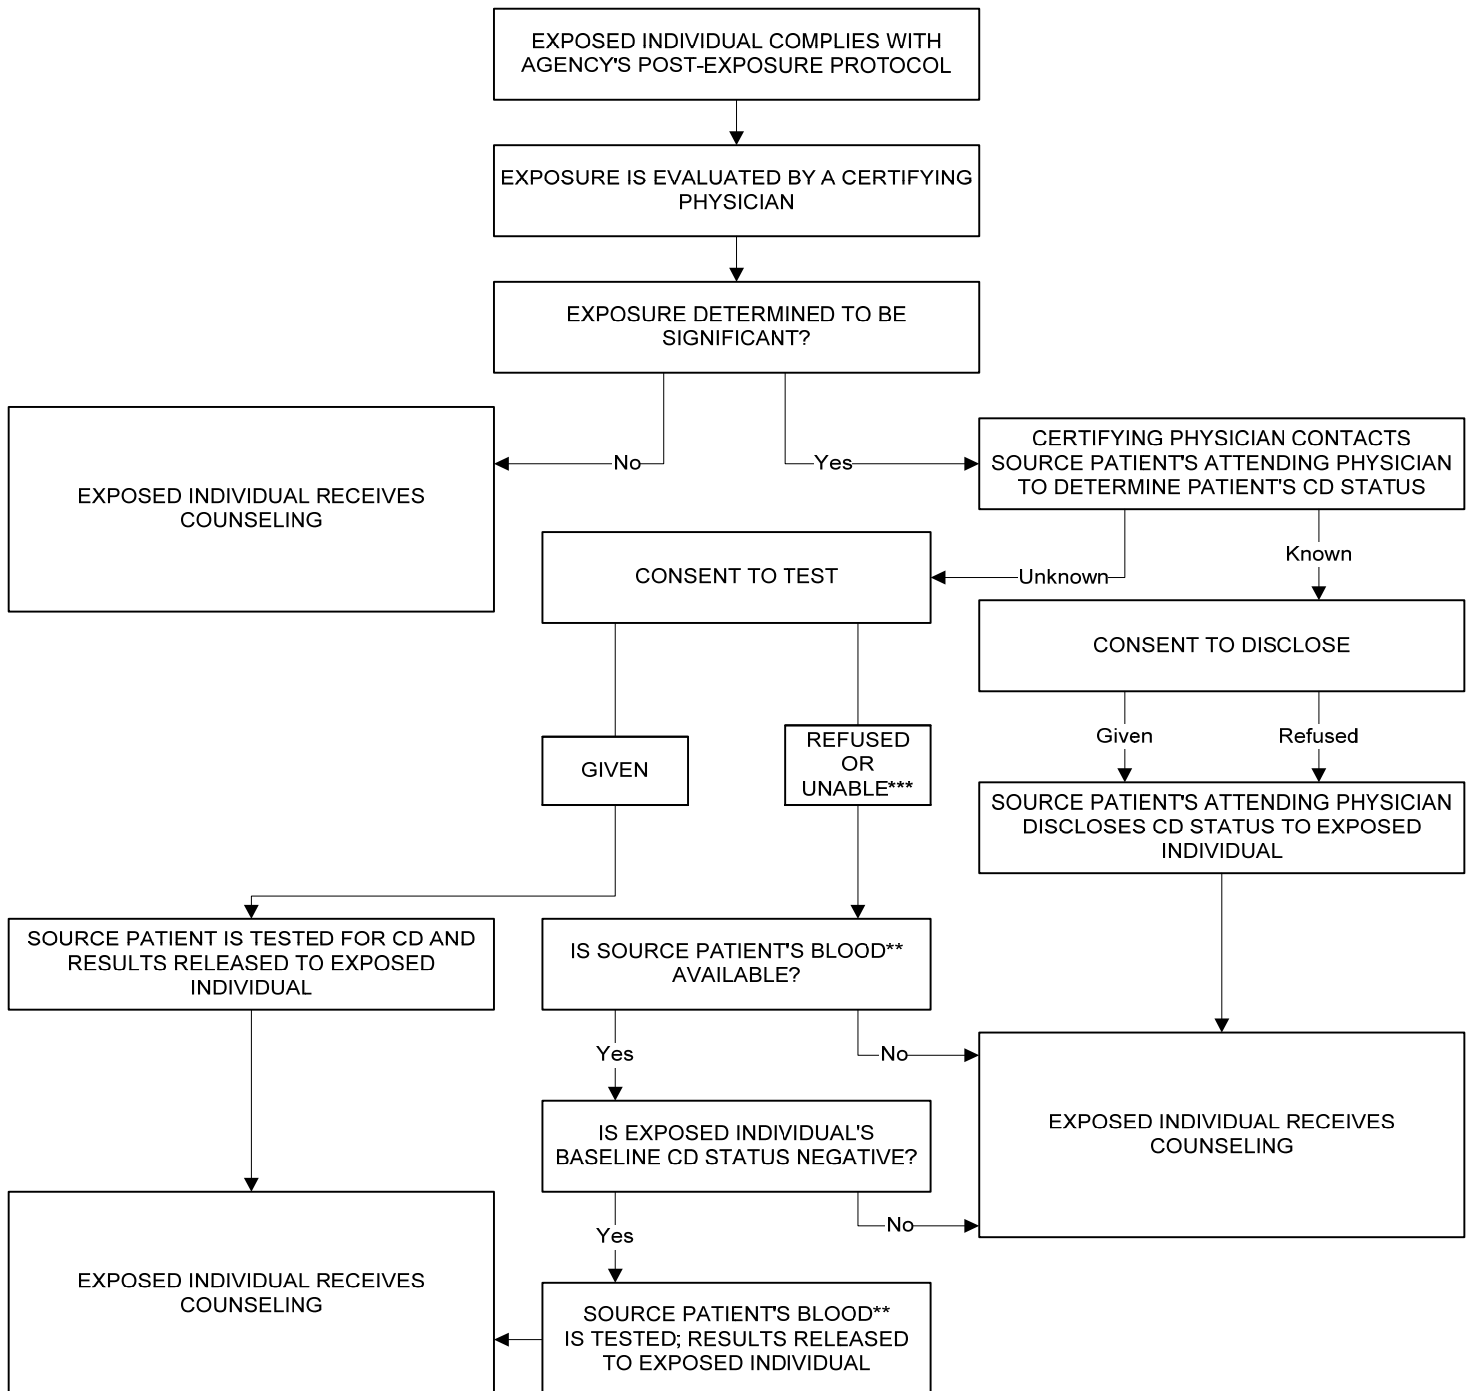 EXPOSED INDIVIDUAL COMPLIES WITH
AGENCY'S POST-EXPOSURE PROTOCOL
EXPOSURE IS EVALUATED BY A CERTIFYING
PHYSICIAN
EXPOSURE DETERMINED TO BE
SIGNIFICANT?
No
Yes
EXPOSED INDIVIDUAL RECEIVES
COUNSELING
CERTIFYING PHYSICIAN CONTACTS
SOURCE PATIENT'S ATTENDING PHYSICIAN
TO DETERMINE PATIENT'S CD STATUS
Unknown
Known
CONSENT TO TEST
CONSENT TO DISCLOSE
GIVEN
REFUSED
OR
UNABLE***
Given
Refused
SOURCE PATIENT'S ATTENDING PHYSICIAN
DISCLOSES CD STATUS TO EXPOSED
INDIVIDUAL
SOURCE PATIENT IS TESTED FOR CD AND
RESULTS RELEASED TO EXPOSED
INDIVIDUAL
IS SOURCE PATIENT'S BLOOD**
AVAILABLE?
Yes
No
IS EXPOSED INDIVIDUAL'S
BASELINE CD STATUS NEGATIVE?
EXPOSED INDIVIDUAL RECEIVES
COUNSELING
Yes
No
EXPOSED INDIVIDUAL RECEIVES
COUNSELING
SOURCE PATIENT'S BLOOD**
IS TESTED; RESULTS RELEASED
TO EXPOSED INDIVIDUAL